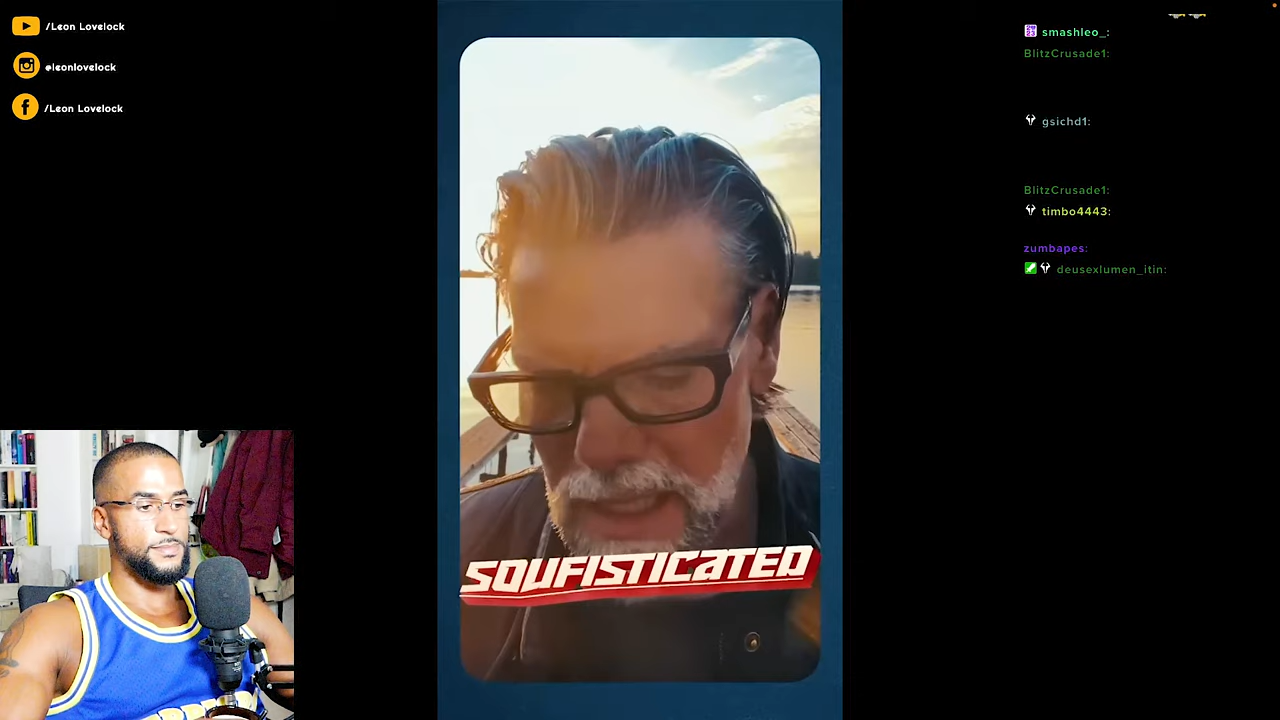 /Leon Lovelock
@leonlovelock
/Leon Lovelock
SOUFISTICATED
smashleo_:
BlitzCrusade1:
gsichd1:
BlitzCrusade1:
timbo4443:
zumbapes:
deusexlumen_itin: